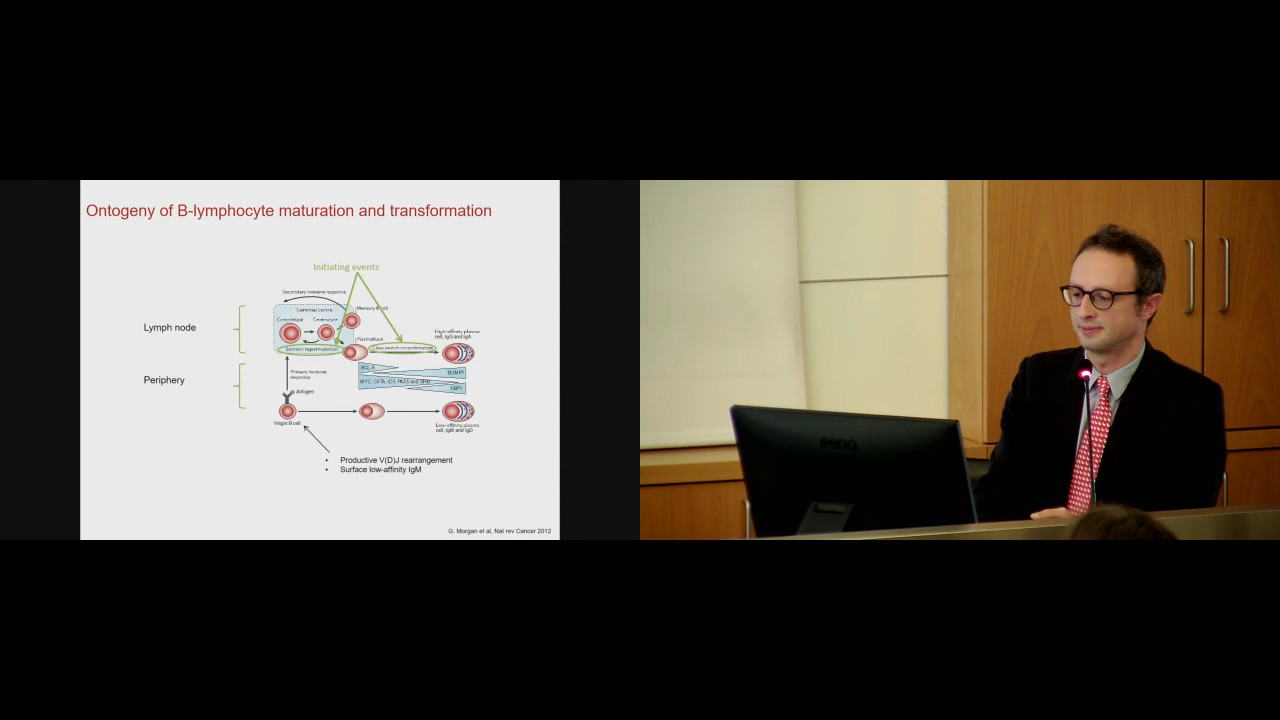 Ontogeny of B-lymphocyte maturation and transformation
Initiating events
Secondary immune response
Germinal centre
Memory B cell
Centroblast
Centrocyte
Lymph node
Plasmablast
High-affinity plasma
cell, IgG and IgA
Somatic hypermutation
Class switch recombination
Primary immune
response
BCL-6
BLIMP1
Periphery
MYC, CIITA, ID3, PAX5 and SPIB
XBP1
Antigen
Virgin B cell
Low-affinity plasma
cell, IgM and IgD
• Productive V(D)J rearrangement
• Surface low-affinity IgM
G. Morgan et al, Nat rev Cancer 2012
BenQ